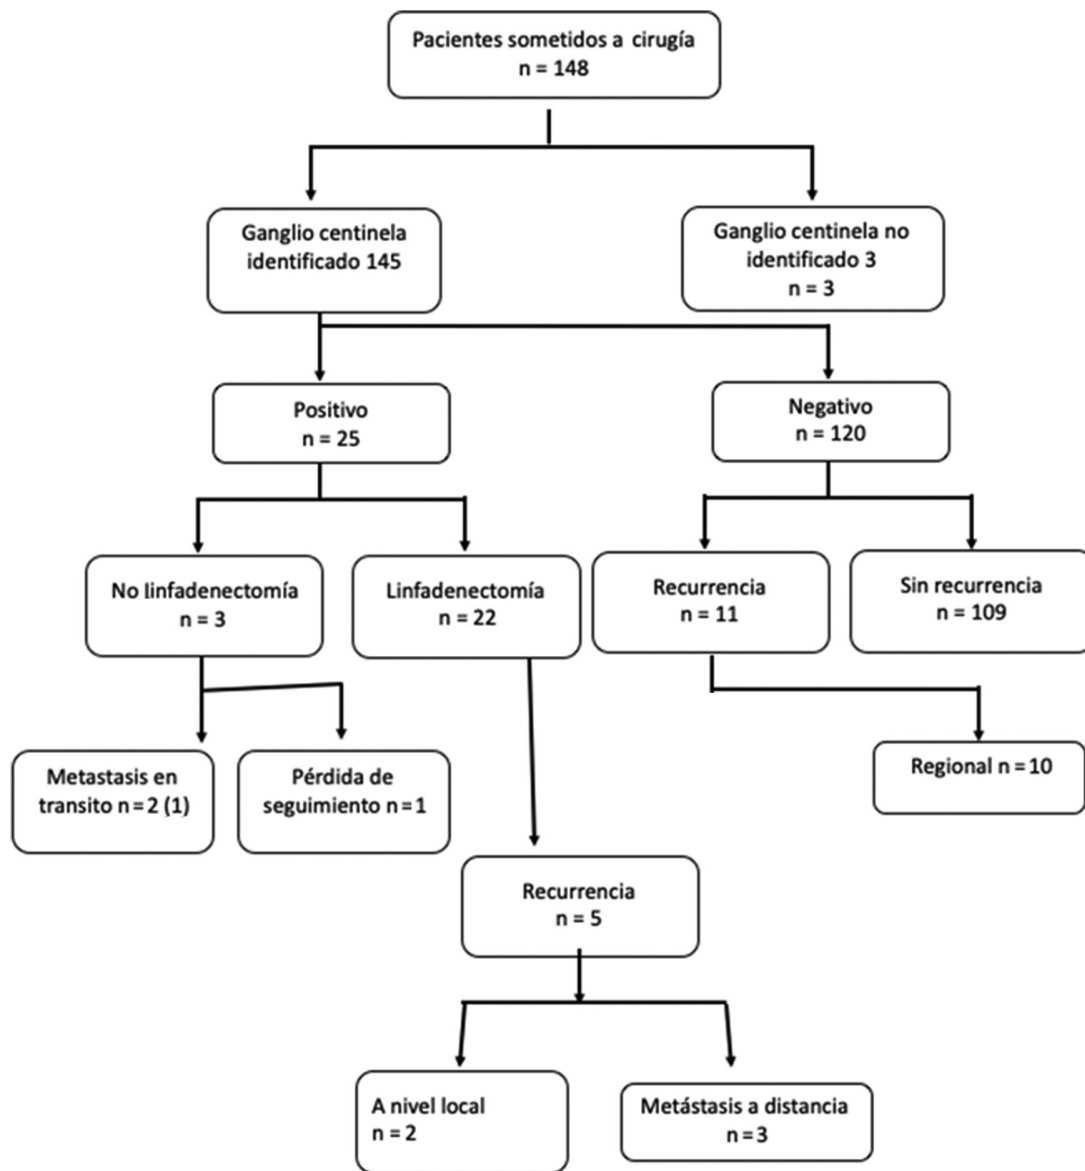 Pacientes sometidos a cirugía
n = 148
Ganglio centinela
identificado 145
Ganglio centinela no
identificado 3
n = 3
Positivo
n = 25
Negativo
n = 120
No linfadenectomía
n = 3
Linfadenectomía
n = 22
Recurrencia
n = 11
Sin recurrencia
n = 109
Metastasis en
transito n = 2 (1)
Pérdida de
seguimiento n = 1
Regional n = 10
Recurrencia
n = 5
A nivel local
n = 2
Metástasis a distancia
n = 3